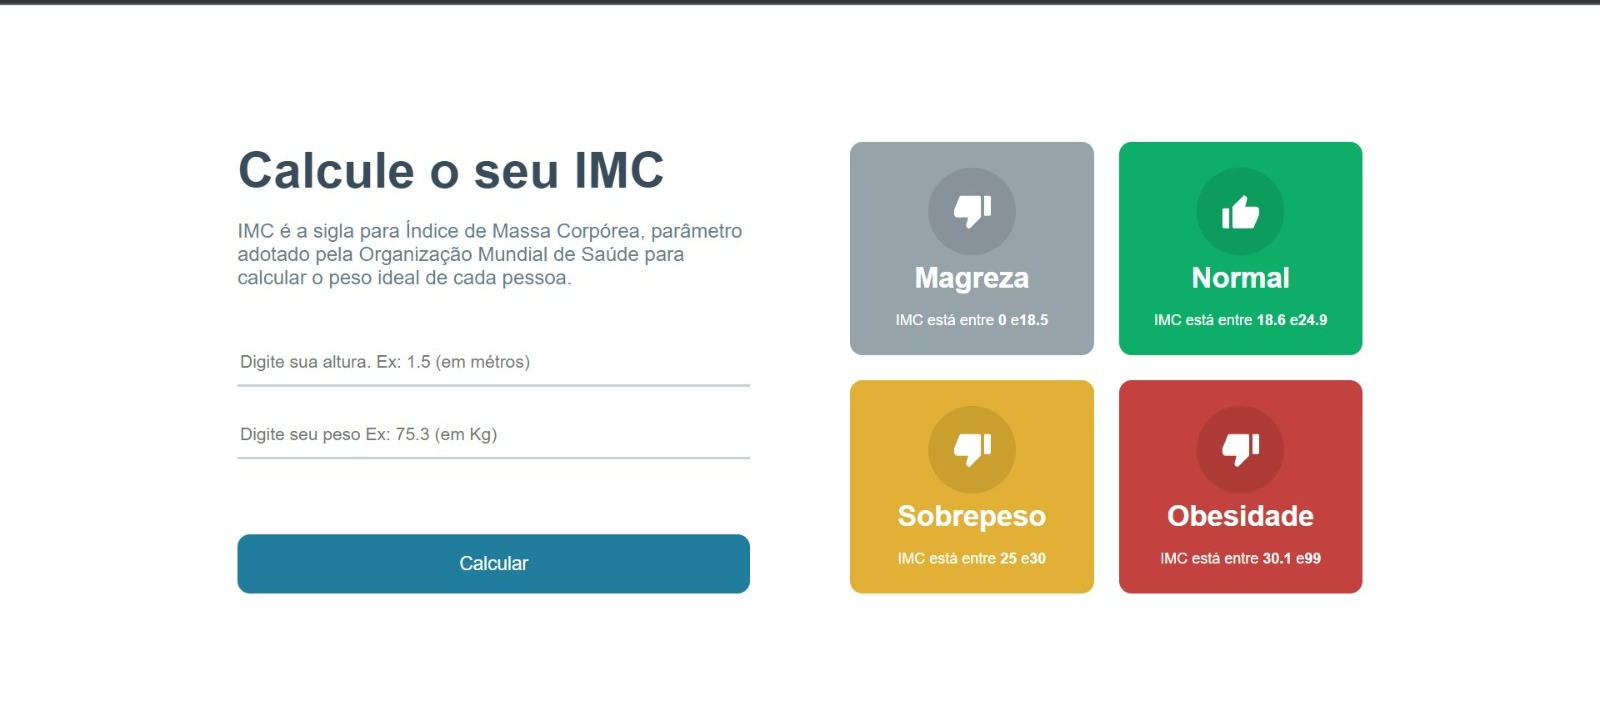 Calcule o seu IMC
IMC é a sigla para Índice de Massa Corpórea, parâmetro
adotado pela Organização Mundial de Saúde para
calcular o peso ideal de cada pessoa.
Digite sua altura. Ex: 1.5 (em métros)
Digite seu peso Ex: 75.3 (em Kg)
Calcular
Magreza
IMC está entre 0 e18.5
Normal
IMC está entre 18.6 e24.9
Sobrepeso
IMC está entre 25 e30
Obesidade
IMC está entre 30.1 e99